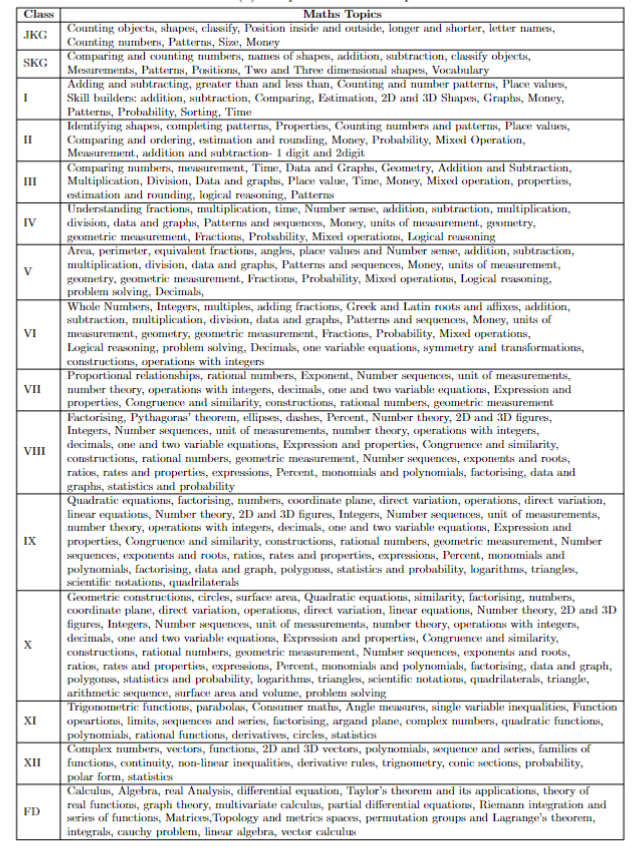 Class Maths Topics
JKG Counting objects, shapes, classify, Position inside and outside, longer and shorter, letter names,
Counting numbers, Patterns, Size, Money
SKG Comparing and counting numbers, names of shapes, addition, subtraction, classify objects,
Mesurements, Patterns, Positions, Two and Three dimensional shapes, Vocabulary
I Adding and subtracting, greater than and less than, Counting and number patterns, Place values,
Skill builders: addition, subtraction, Comparing, Estimation, 2D and 3D Shapes, Graphs, Money,
Patterns, Probability, Sorting, Time
II Identifying shapes, completing patterns, Properties, Counting numbers and patterns, Place values,
Comparing and ordering, estimation and rounding, Money, Probability, Mixed Operation,
Measurement, addition and subtraction- 1 digit and 2digit
III Comparing numbers, measurement, Time, Data and Graphs, Geometry, Addition and Subtraction,
Multiplication, Division, Data and graphs, Place value, Time, Money, Mixed operation, properties,
estimation and rounding, logical reasoning, Patterns
IV Understanding fractions, multiplication, time, Number sense, addition, subtraction, multiplication,
division, data and graphs, Patterns and sequences, Money, units of measurement, geometry,
geometric measurement, Fractions, Probability, Mixed operations, Logical reasoning
V Area, perimeter, equivalent fractions, angles, place values and Number sense, addition, subtraction,
multiplication, division, data and graphs, Patterns and sequences, Money, units of measurement,
geometry, geometric measurement, Fractions, Probability, Mixed operations, Logical reasoning,
problem solving, Decimals,
VI Whole Numbers, Integers, multiples, adding fractions, Greek and Latin roots and affixes, addition,
subtraction, multiplication, division, data and graphs, Patterns and sequences, Money, units of
measurement, geometry, geometric measurement, Fractions, Probability, Mixed operations,
Logical reasoning, problem solving, Decimals, one variable equations, symmetry and transformations,
constructions, operations with integers
VII Proportional relationships, rational numbers, Exponent, Number sequences, unit of measurements,
number theory, operations with integers, decimals, one and two variable equations, Expression and
properties, Congruence and similarity, constructions, rational numbers, geometric measurement
VIII Factorising, Pythagoras' theorem, ellipses, dashes, Percent, Number theory, 2D and 3D figures,
Integers, Number sequences, unit of measurements, number theory, operations with integers,
decimals, one and two variable equations, Expression and properties, Congruence and similarity,
constructions, rational numbers, geometric measurement, Number sequences, exponents and roots,
ratios, rates and properties, expressions, Percent, monomials and polynomials, factorising, data and
graphs, statistics and probability
IX Quadratic equations, factorising, numbers, coordinate plane, direct variation, operations, direct variation,
linear equations, Number theory, 2D and 3D figures, Integers, Number sequences, unit of measurements,
number theory, operations with integers, decimals, one and two variable equations, Expression and
properties, Congruence and similarity, constructions, rational numbers, geometric measurement, Number
sequences, exponents and roots, ratios, rates and properties, expressions, Percent, monomials and
polynomials, factorising, data and graph, polygonss, statistics and probability, logarithms, triangles,
scientific notations, quadrilaterals
X Geometric constructions, circles, surface area, Quadratic equations, similarity, factorising, numbers,
coordinate plane, direct variation, operations, direct variation, linear equations, Number theory, 2D and 3D
figures, Integers, Number sequences, unit of measurements, number theory, operations with integers,
decimals, one and two variable equations, Expression and properties, Congruence and similarity,
constructions, rational numbers, geometric measurement, Number sequences, exponents and roots,
ratios, rates and properties, expressions, Percent, monomials and polynomials, factorising, data and graph,
polygonss, statistics and probability, logarithms, triangles, scientific notations, quadrilaterals, triangle,
arithmetic sequence, surface area and volume, problem solving
XI Trigonometric functions, parabolas, Consumer maths, Angle measures, single variable inequalities, Function
opeartions, limits, sequences and series, factorising, argand plane, complex numbers, quadratic functions,
polynomials, rational functions, derivatives, circles, statistics
XII Complex numbers, vectors, functions, 2D and 3D vectors, polynomials, sequence and series, families of
functions, continuity, non-linear inequalities, derivative rules, trignometry, conic sections, probability,
polar form, statistics
FD Calculus, Algebra, real Analysis, differential equation, Taylor's theorem and its applications, theory of
real functions, graph theory, multivariate calculus, partial differential equations, Riemann integration and
series of functions, Matrices,Topology and metrics spaces, permutation groups and Lagrange's theorem,
integrals, cauchy problem, linear algebra, vector calculus